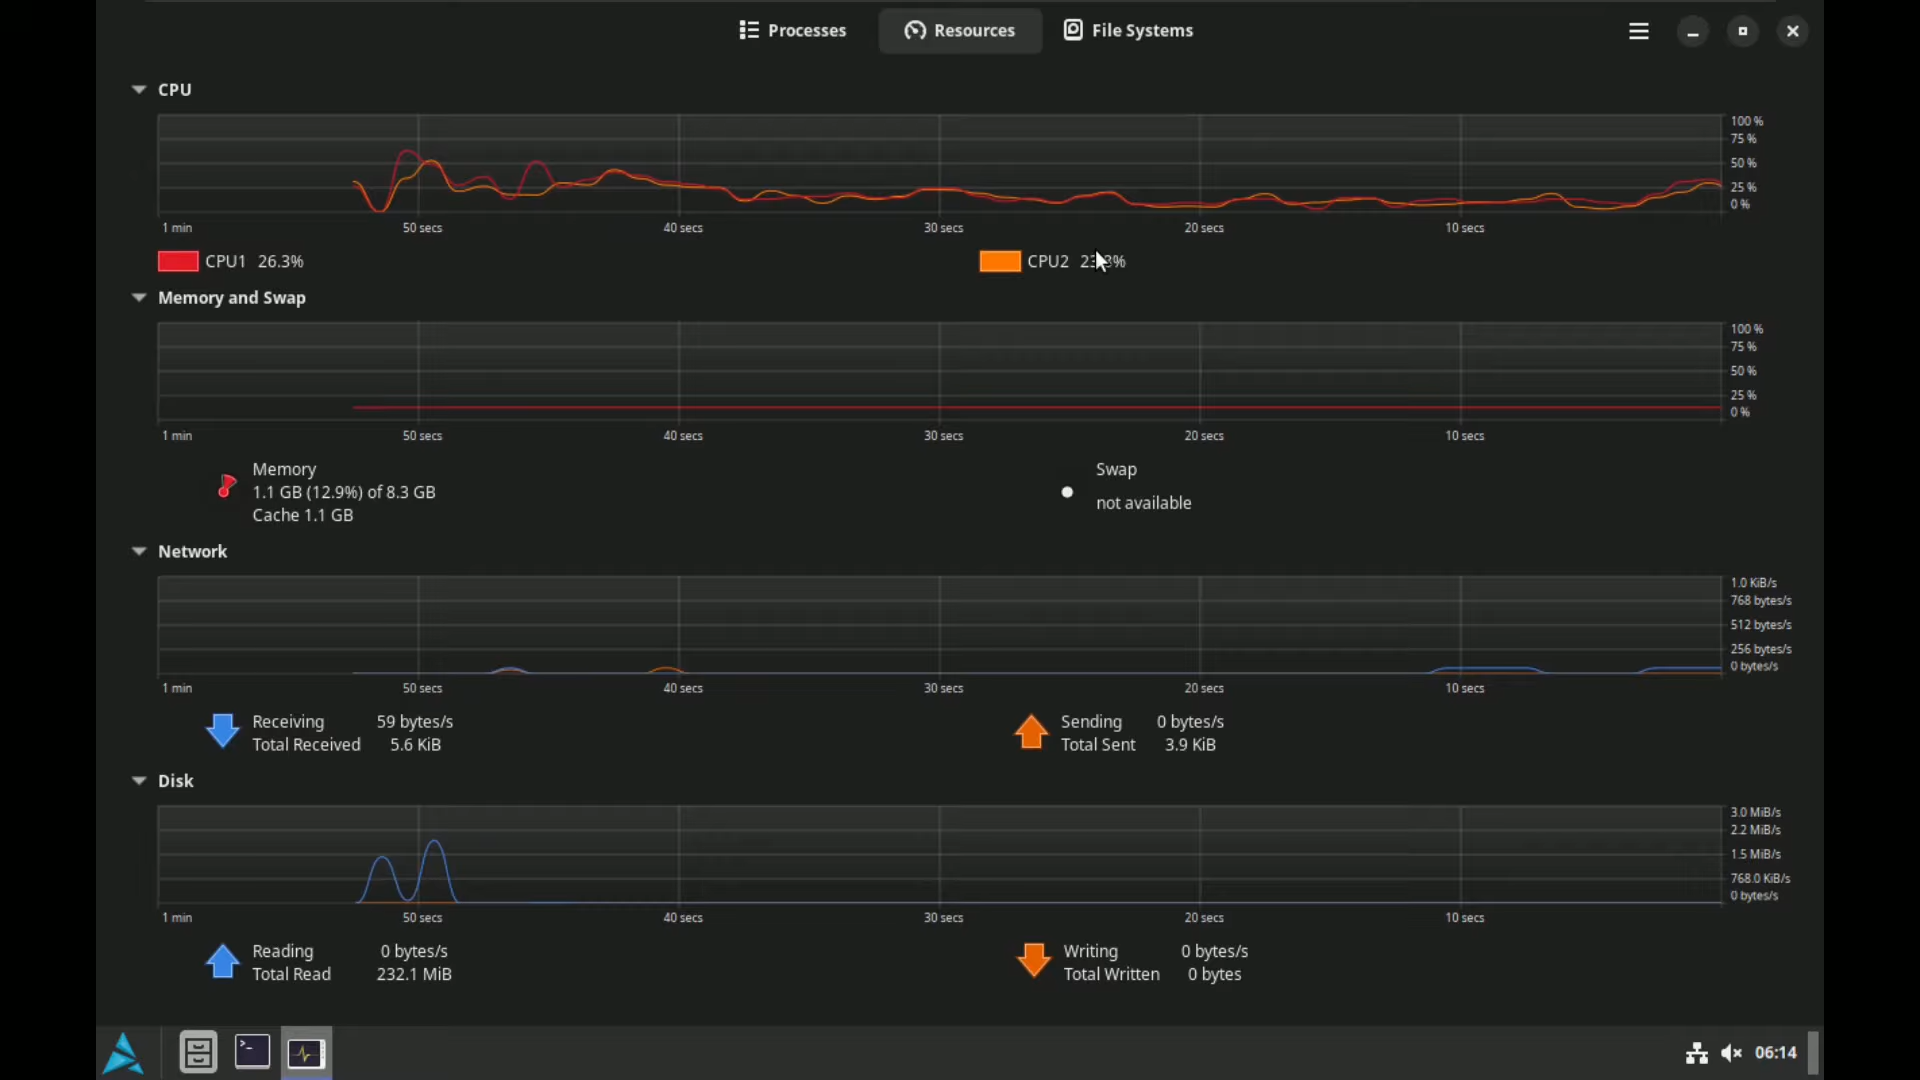 Processes
Resources
File Systems
CPU
100 %
75 %
50 %
25 %
0 %
1 min 50 secs 40 secs 30 secs 20 secs 10 secs
CPU1 26.3% CPU2
Memory and Swap
100 %
75 %
50 %
25 %
0 %
1 min 50 secs 40 secs 30 secs 20 secs 10 secs
Memory
1.1 GB (12.9%) of 8.3 GB
Cache 1.1 GB
Swap
not available
Network
1.0 KiB/s
768 bytes/s
512 bytes/s
256 bytes/s
0 bytes/s
1 min 50 secs 40 secs 30 secs 20 secs 10 secs
Receiving 59 bytes/s
Total Received 5.6 KiB
Sending 0 bytes/s
Total Sent 3.9 KiB
Disk
3.0 MiB/s
2.2 MiB/s
1.5 MiB/s
768.0 KiB/s
0 bytes/s
1 min 50 secs 40 secs 30 secs 20 secs 10 secs
Reading 0 bytes/s
Total Read 232.1 MiB
Writing 0 bytes/s
Total Written 0 bytes
06:14